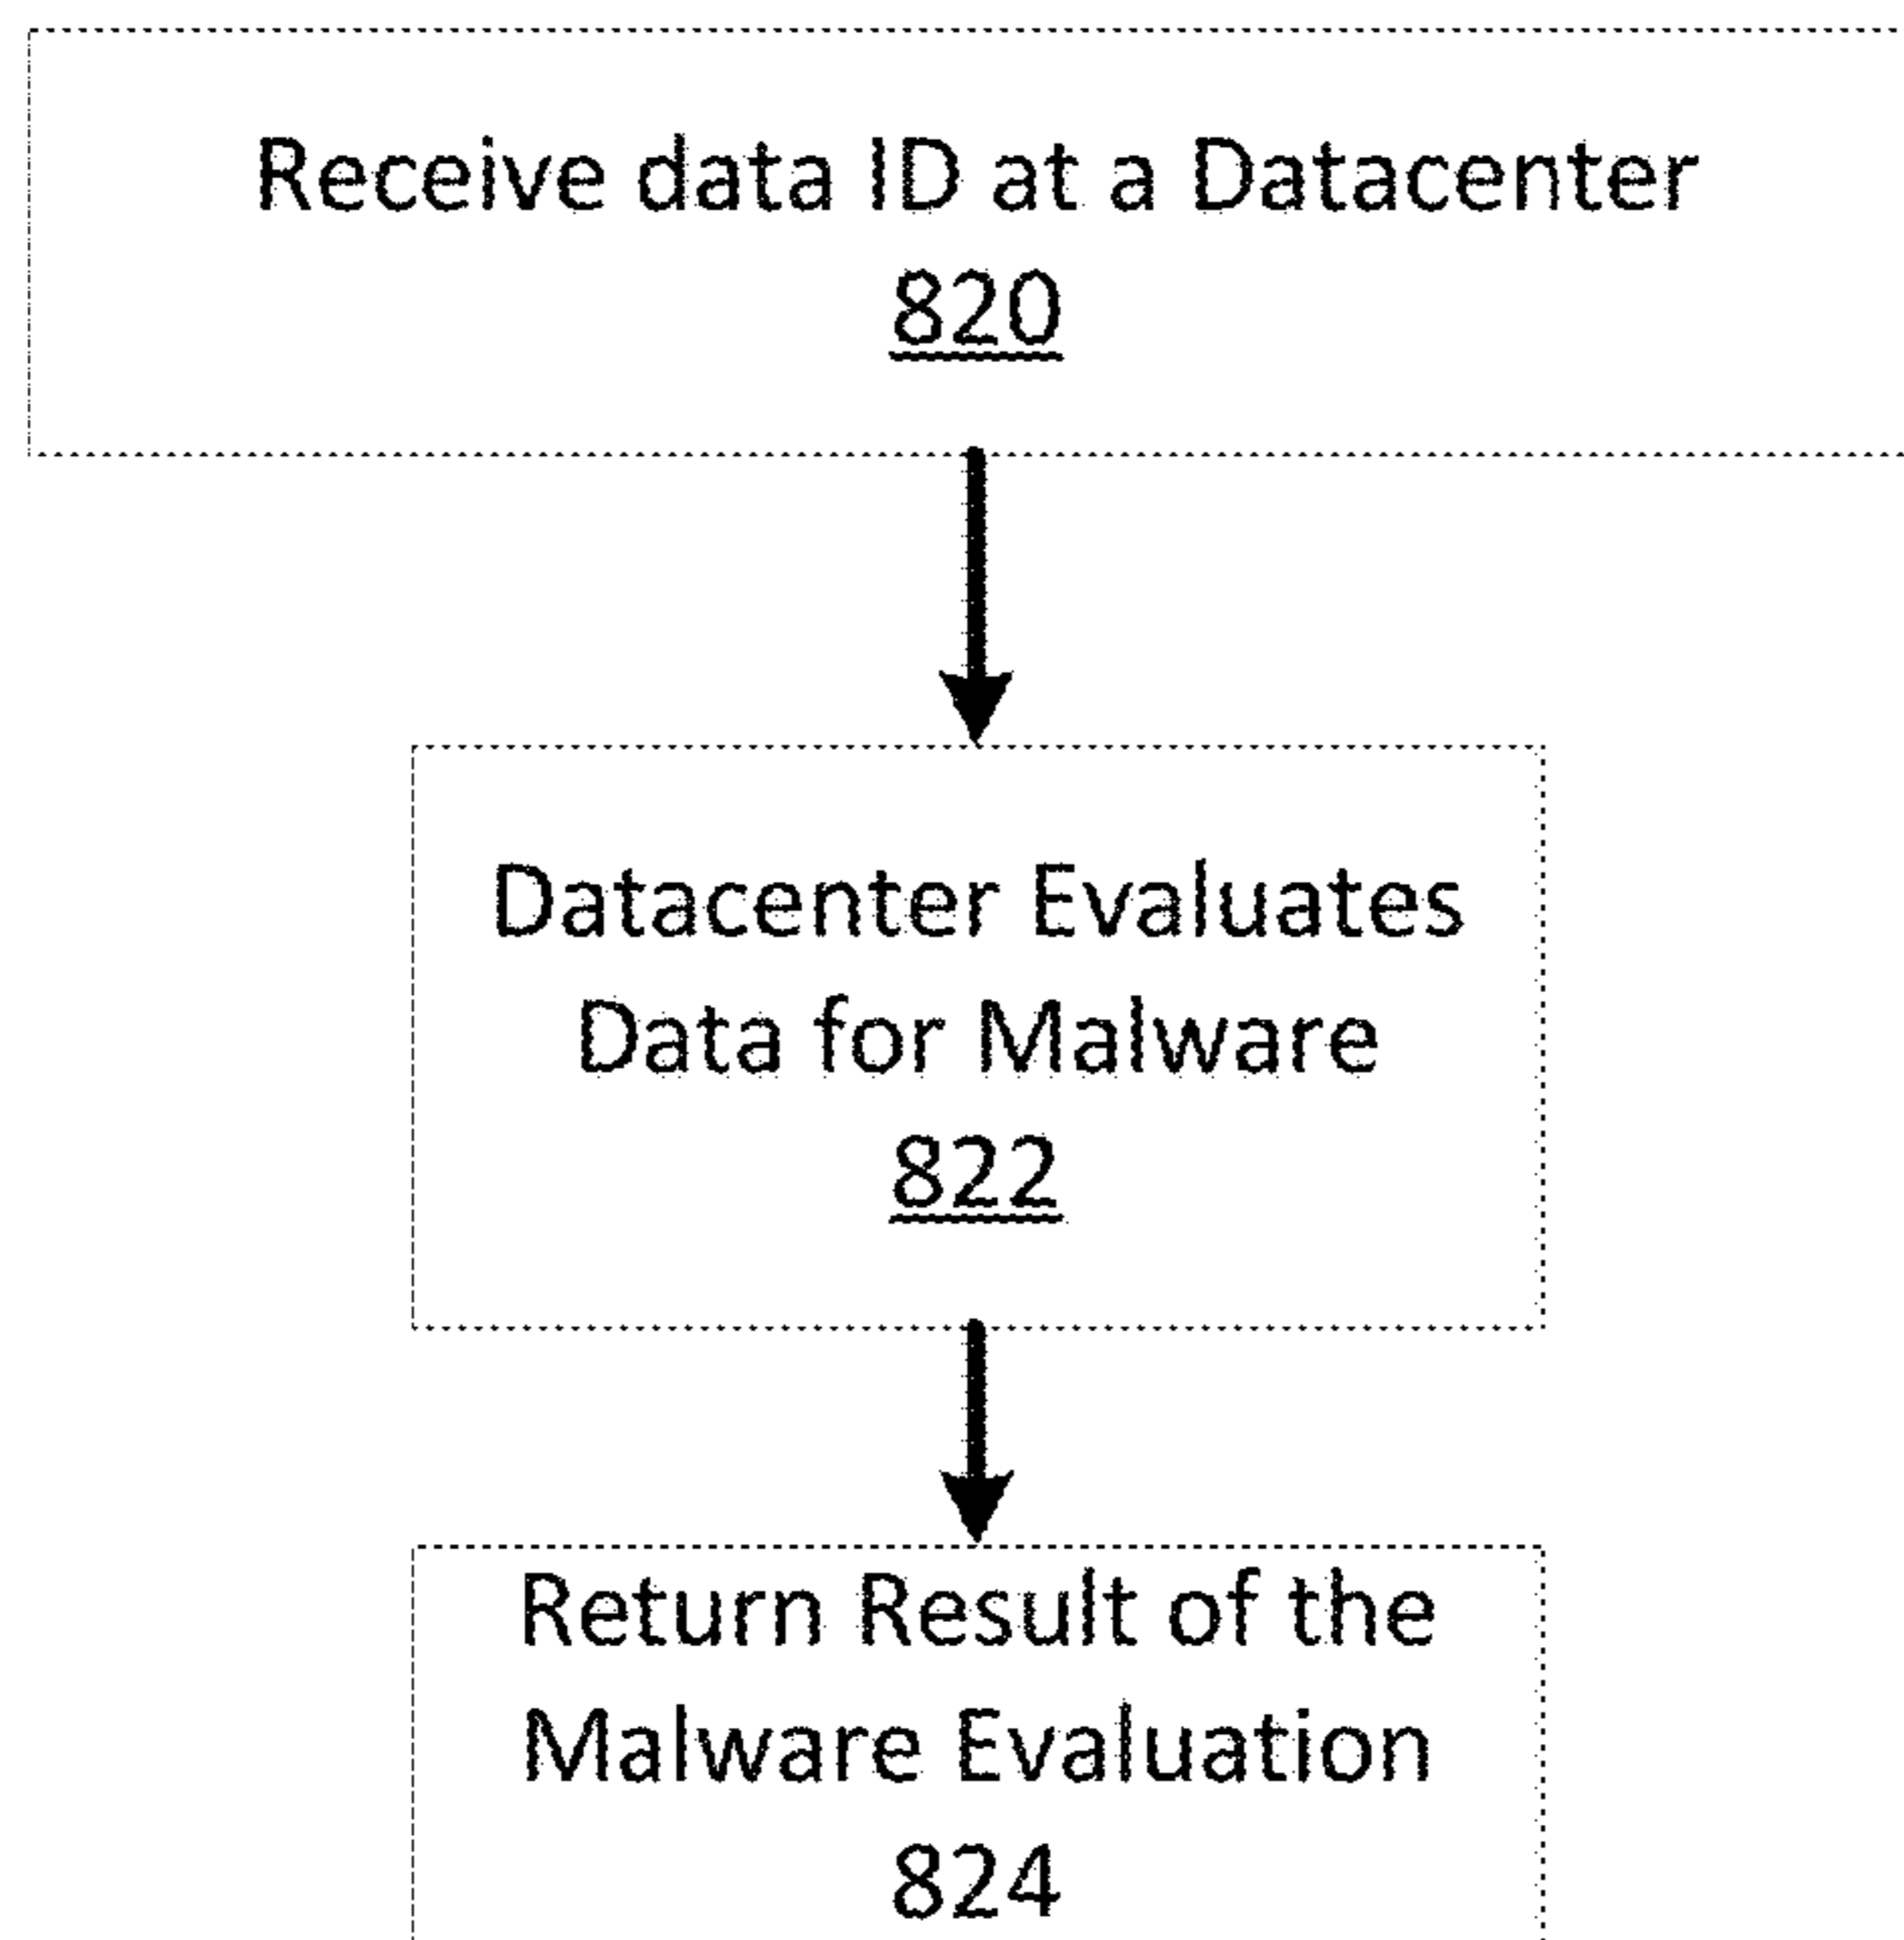 Receive data ID at a Datacenter
820
Datacenter Evaluates
Data for Malware
822
Return Result of the
Malware Evaluation
824